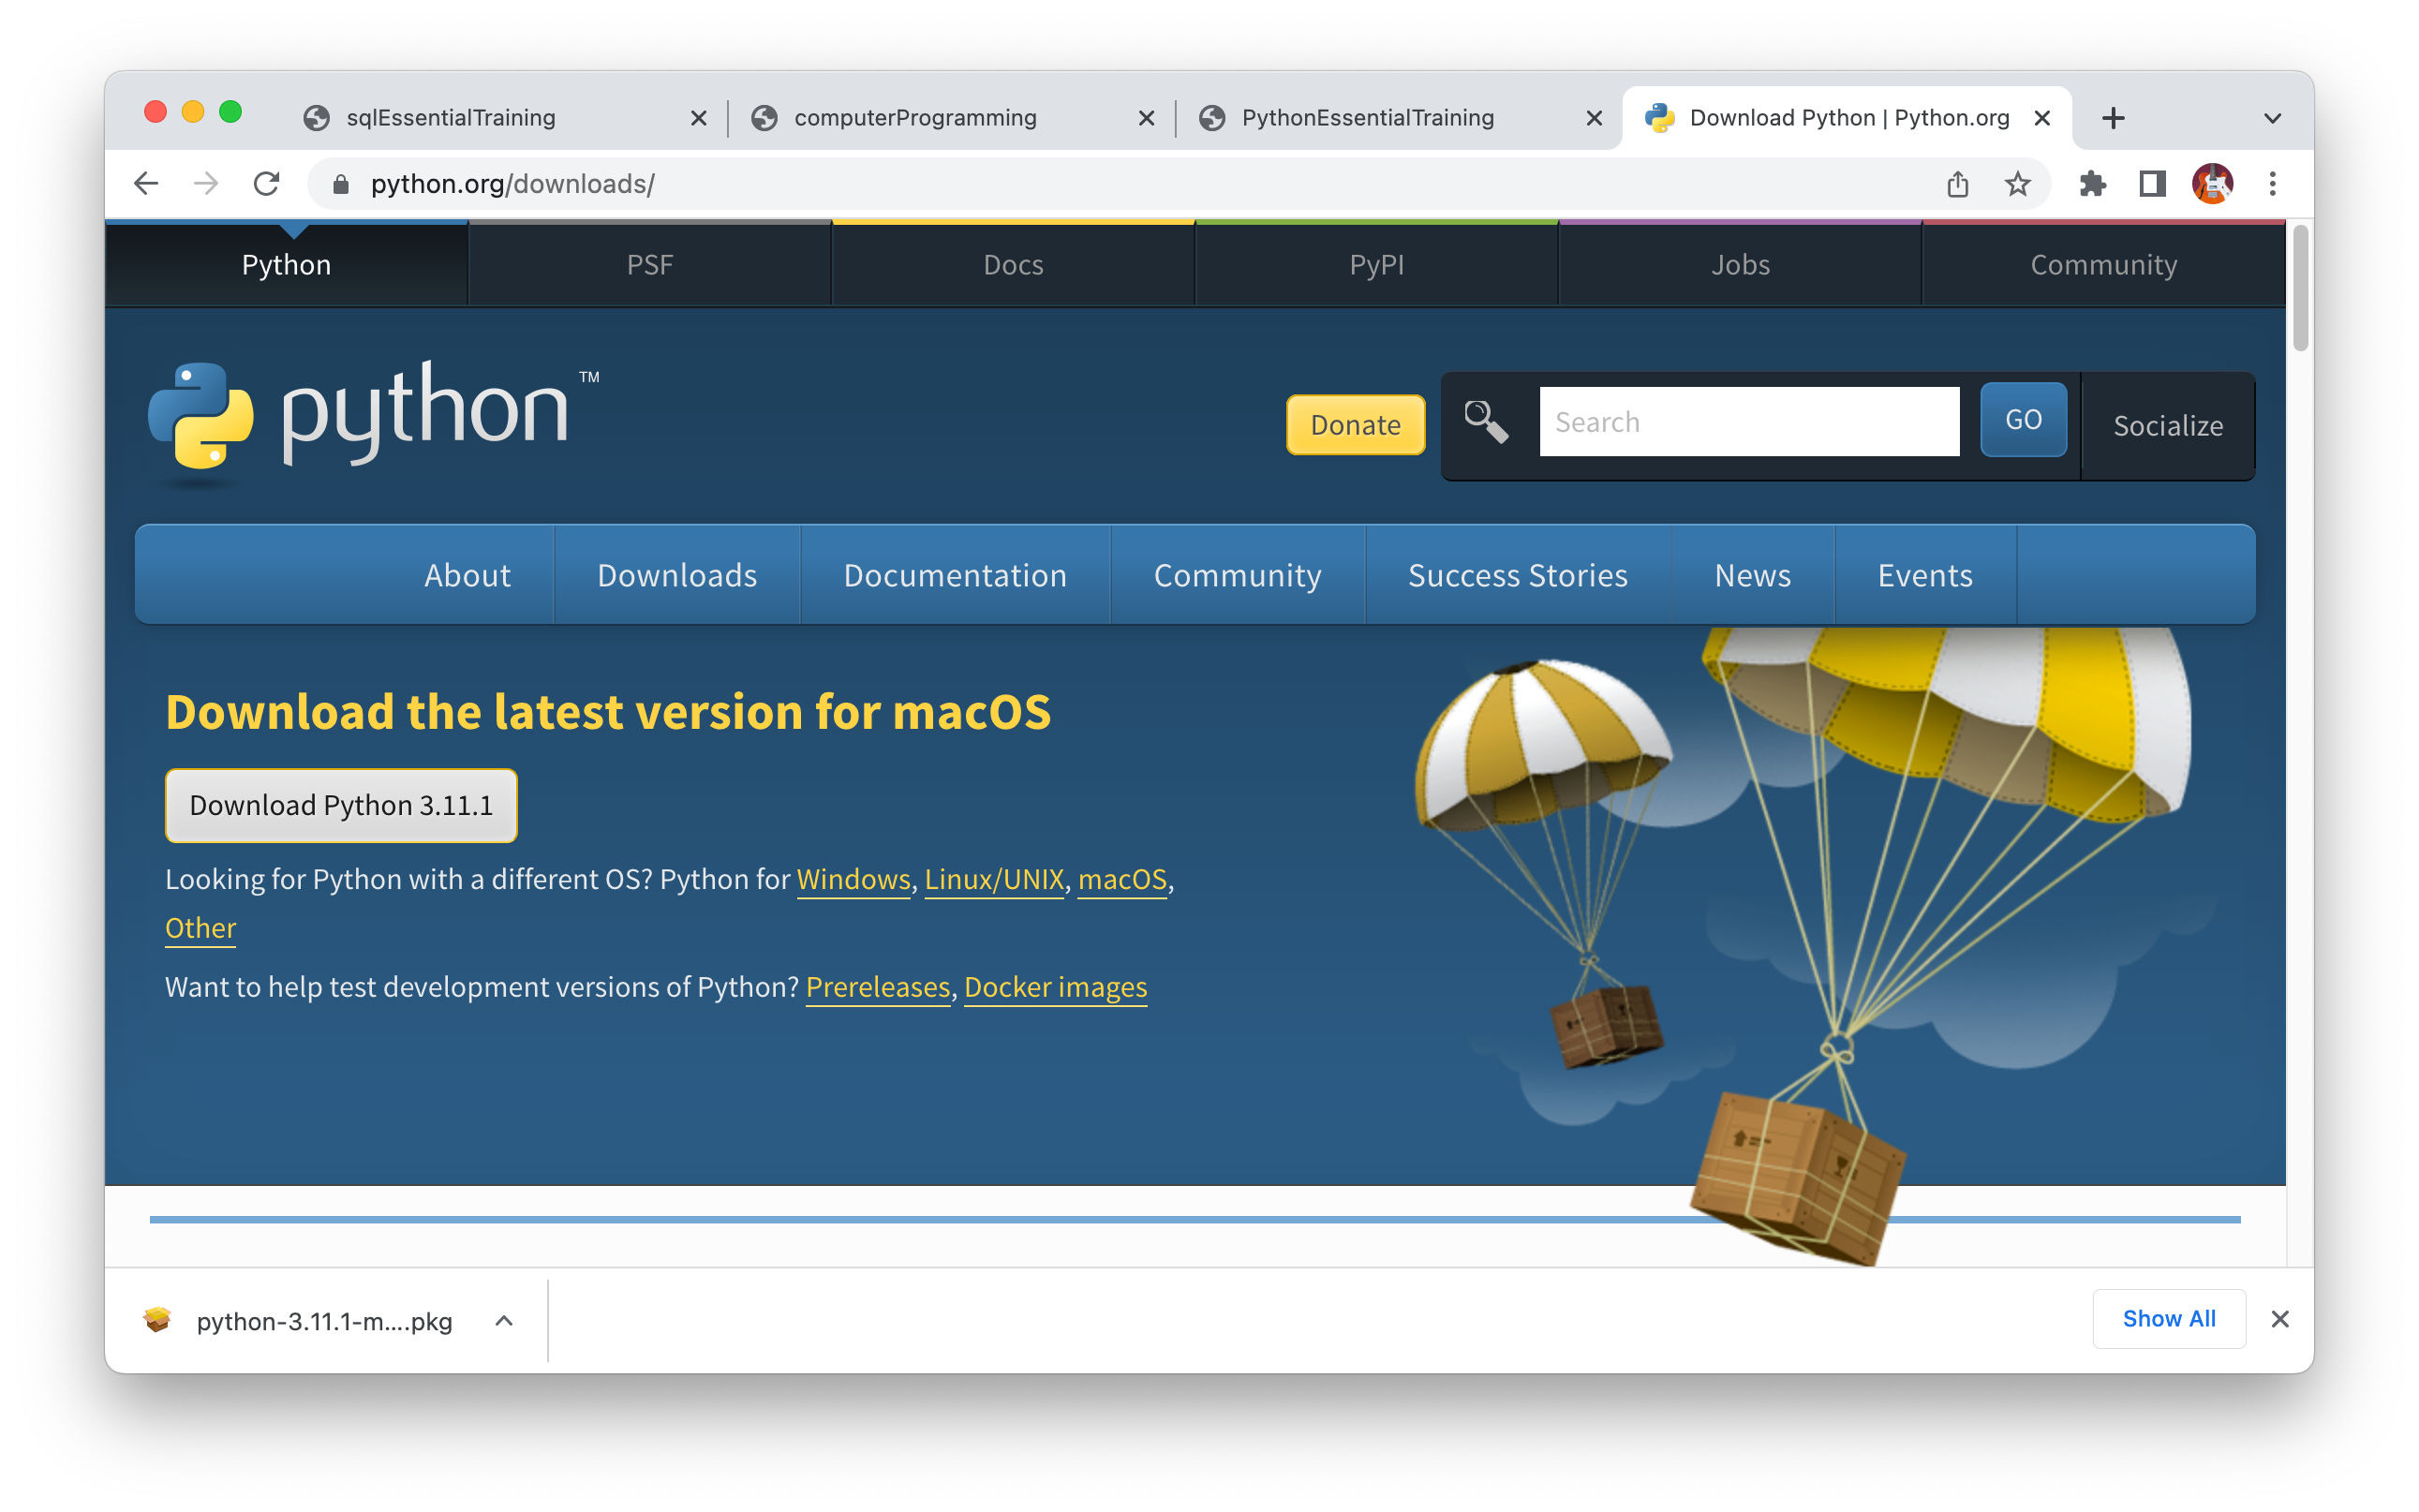 sqlEssentialTraining
computerProgramming
PythonEssentialTraining
Download Python | Python.org
python.org/downloads/
Python
PSF
Docs
PyPI
Jobs
Community
python™
Donate
Search
GO
Socialize
About
Downloads
Documentation
Community
Success Stories
News
Events
Download the latest version for macOS
Download Python 3.11.1
Looking for Python with a different OS? Python for Windows, Linux/UNIX, macOS,
Other
Want to help test development versions of Python? Prereleases, Docker images
python-3.11.1-m....pkg
Show All